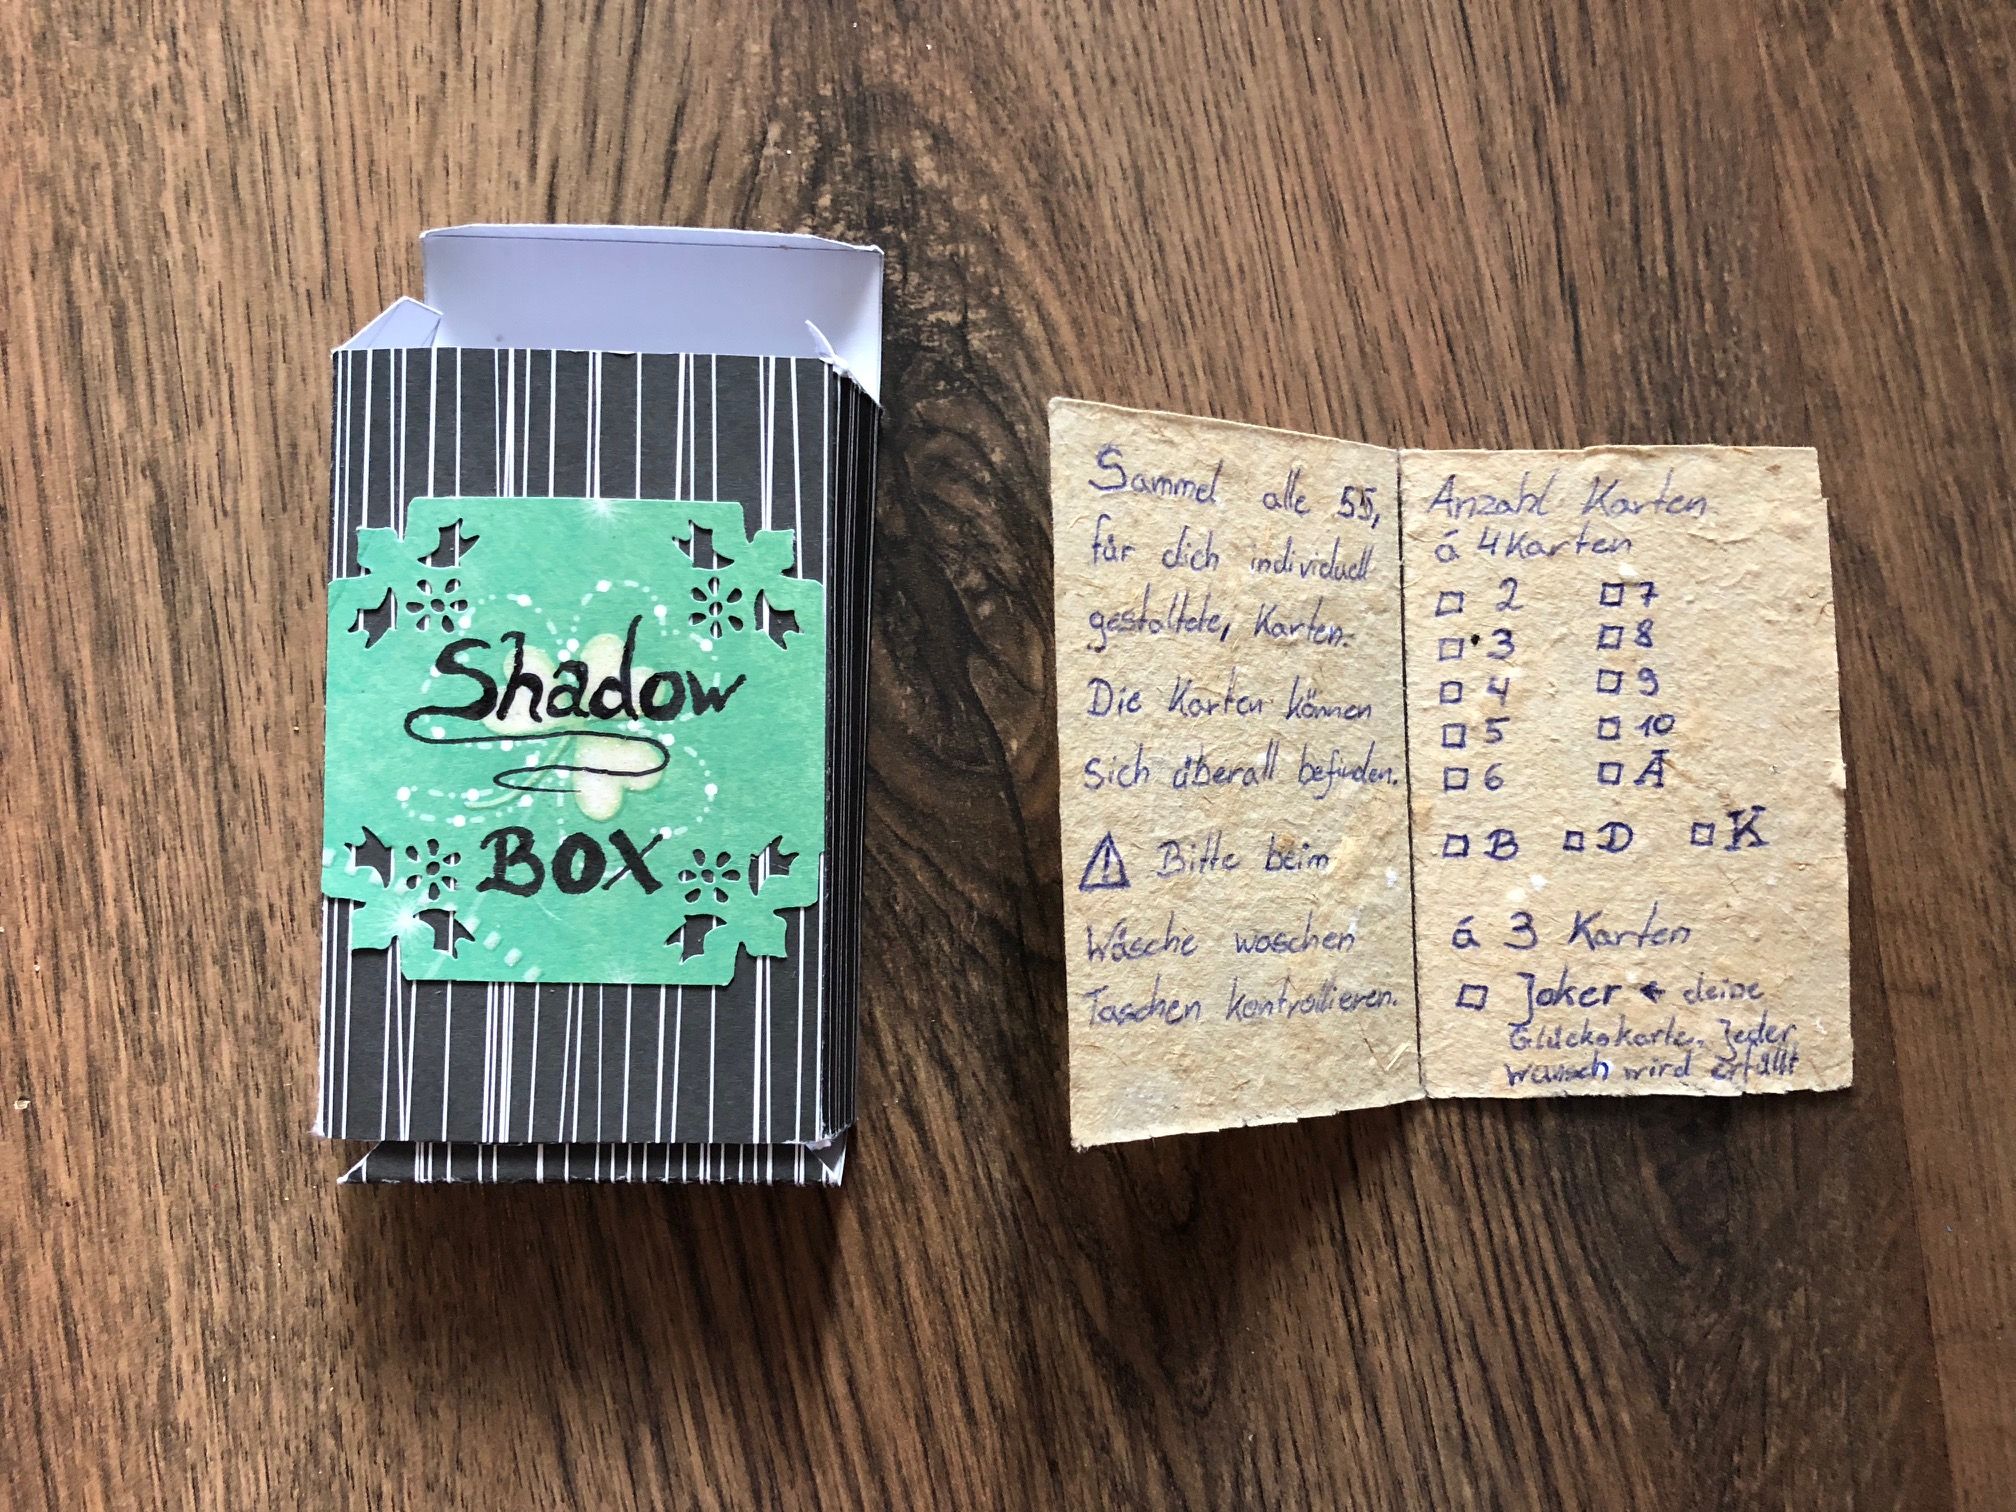 Shadow
BOX
Sammel alle 55,
für dich individuell
gestaltete, Karten.
Die Karten können
sich überall befinden.
Bitte beim
Wäsche waschen
Taschen kontrollieren.
Anzahl Karten
á 4 Karten
2 7
3 8
4 9
5 10
6 A
B D K
á 3 Karten
Joker ← deine
Glückskarte. Jeder
wunsch wird erfüllt